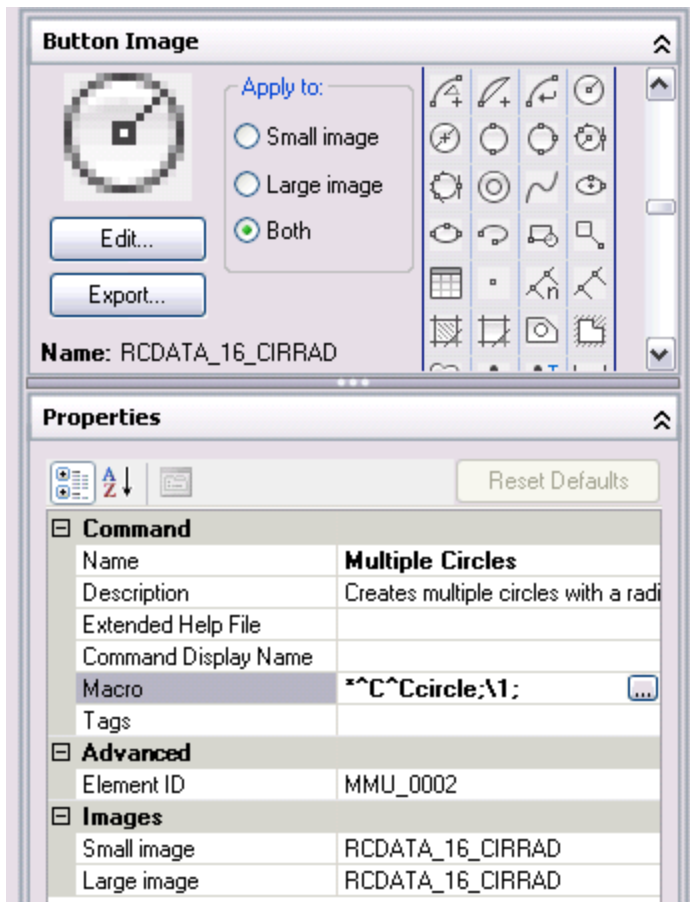 Button Image
Apply to:
Small image
Large image
Both
Edit...
Export...
Name: RCDATA_16_CIRRAD
Properties
Reset Defaults
Command
Name Multiple Circles
Description Creates multiple circles with a radi
Extended Help File
Command Display Name
Macro *^C^Ccircle;\1; ...
Tags
Advanced
Element ID MMU_0002
Images
Small image RCDATA_16_CIRRAD
Large image RCDATA_16_CIRRAD